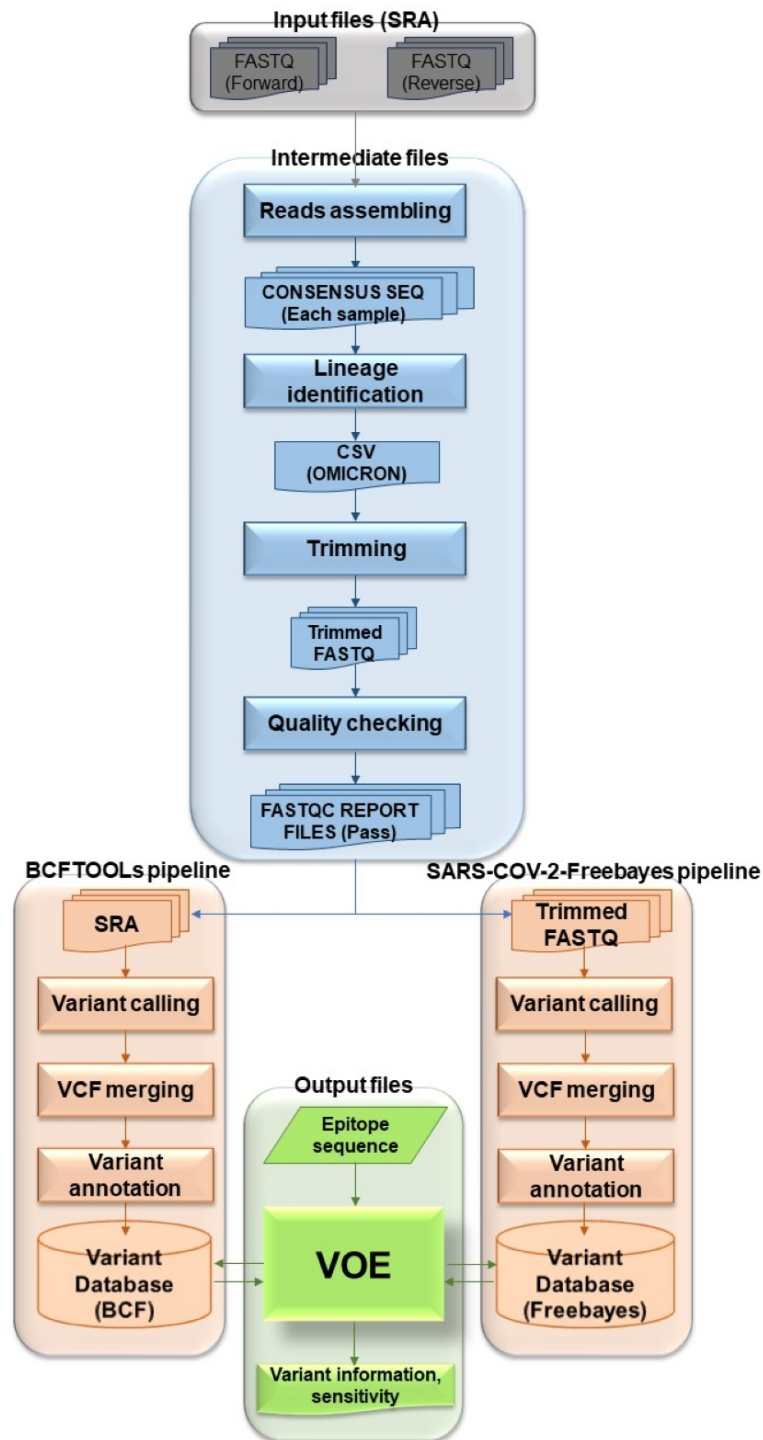 Input files (SRA)
FASTQ
(Forward)
FASTQ
(Reverse)
Intermediate files
Reads assembling
CONSENSUS SEQ
(Each sample)
Lineage
identification
CSV
(OMICRON)
Trimming
Trimmed
FASTQ
Quality checking
FASTQC REPORT
FILES (Pass)
BCFTOOLs pipeline
SRA
Variant calling
VCF merging
Variant
annotation
Variant
Database
(BCF)
SARS-COV-2-Freebayes pipeline
Trimmed
FASTQ
Variant calling
VCF merging
Variant
annotation
Variant
Database
(Freebayes)
Output files
Epitope
sequence
VOE
Variant information,
sensitivity